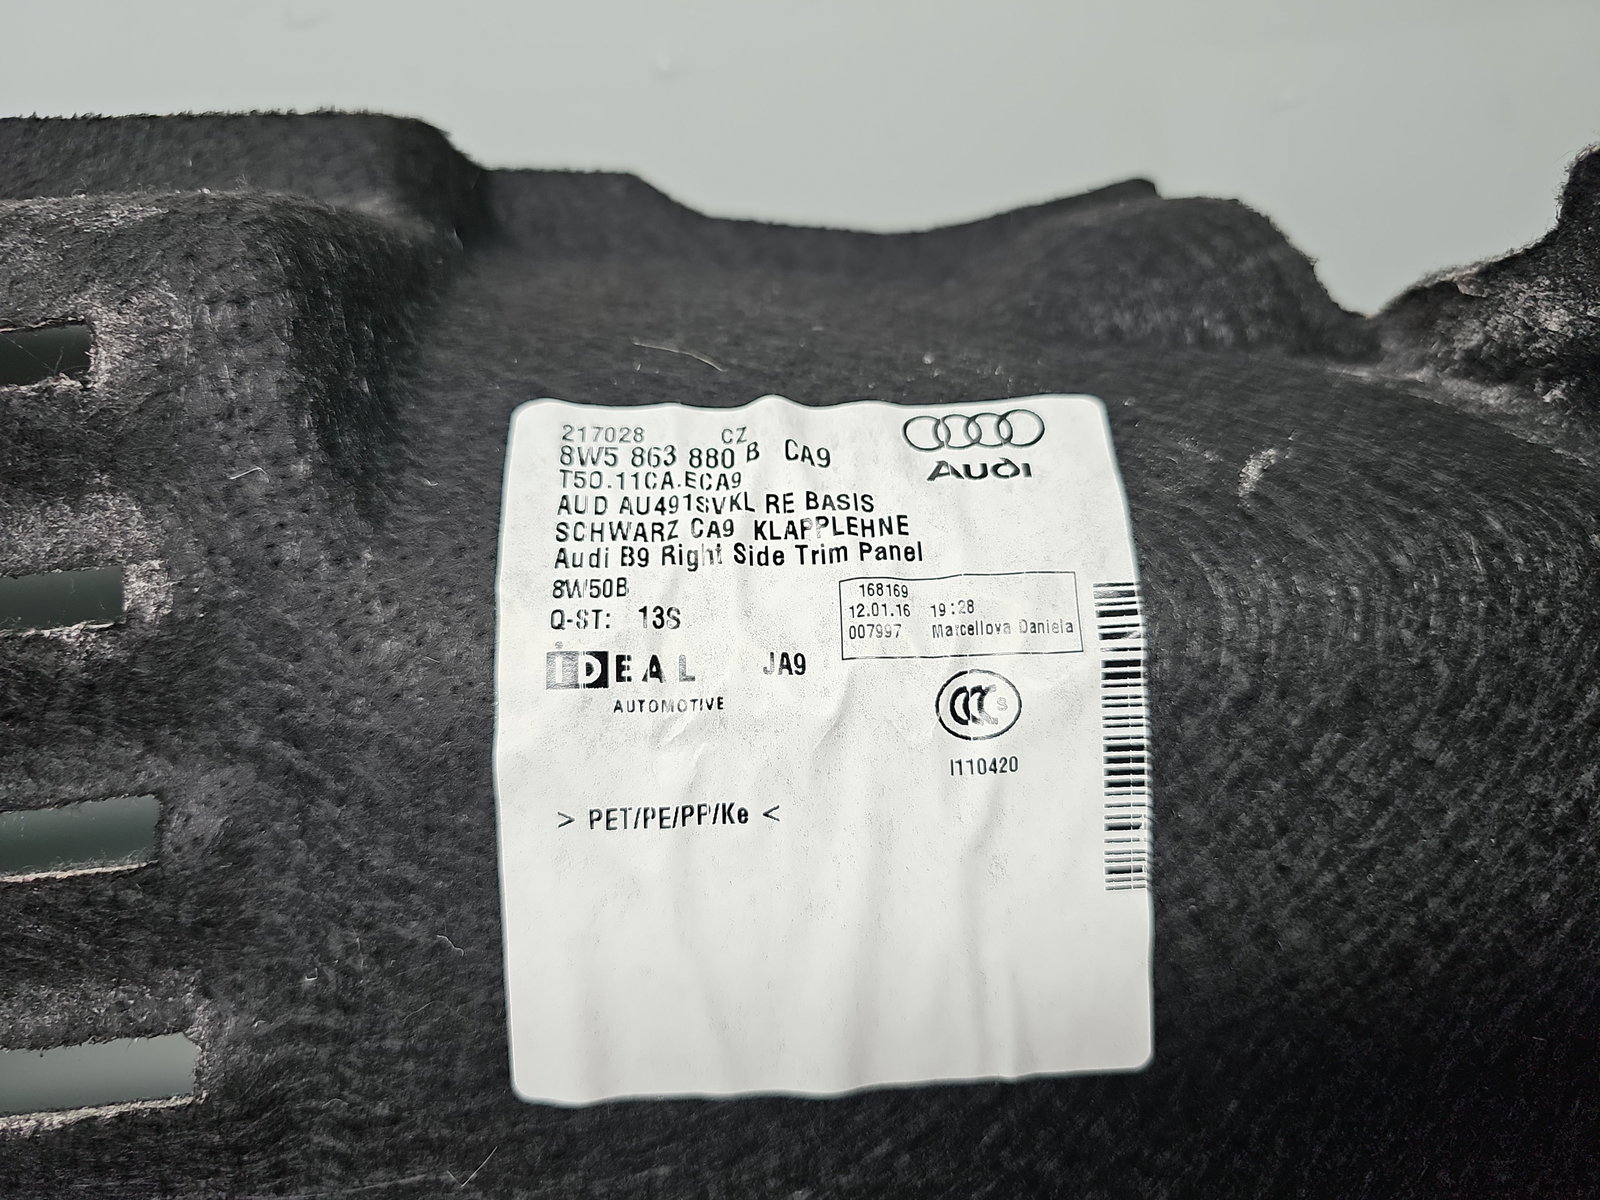 217028 CZ
8W5 863 880 B CA9
T50.11CA.ECA9
AUD AU491SVKL RE BASIS
SCHWARZ CA9 KLAPPLEHNE
Audi B9 Right Side Trim Panel
8W50B
Q-ST: 13S
AUDI
168169
12.01.16 19:28
007997 Marcellova Daniela
iDEAL JA9
AUTOMOTIVE
CCC S
I110420
> PET/PE/PP/Ke <